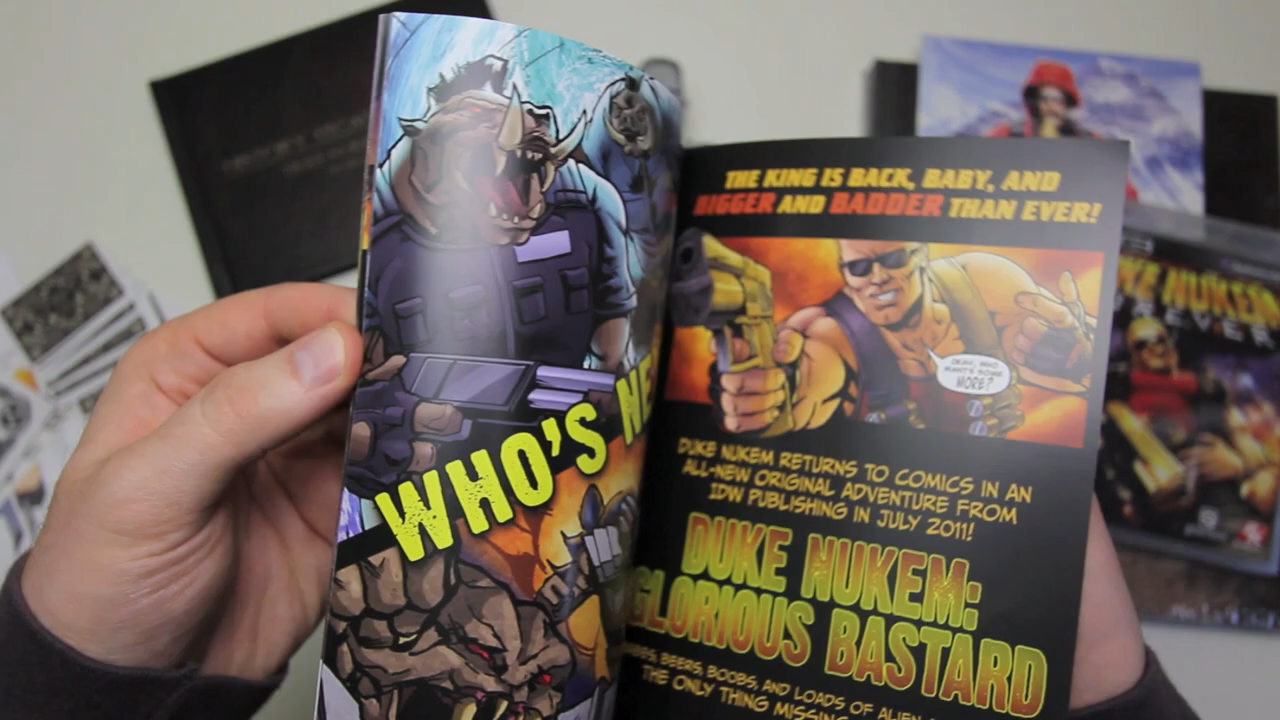 WHO'S NE
THE KING IS BACK, BABY, AND
BIGGER AND BADDER THAN EVER!
OKAY, WHO
WANTS SOME
MORE?
DUKE NUKEM RETURNS TO COMICS IN AN
ALL-NEW ORIGINAL ADVENTURE FROM
IDW PUBLISHING IN JULY 2011!
DUKE NUKEM:
GLORIOUS BASTARD
BEERS, BOOBS, AND LOADS OF ALIEN
THE ONLY THING MISSING
DUKE NUKEM